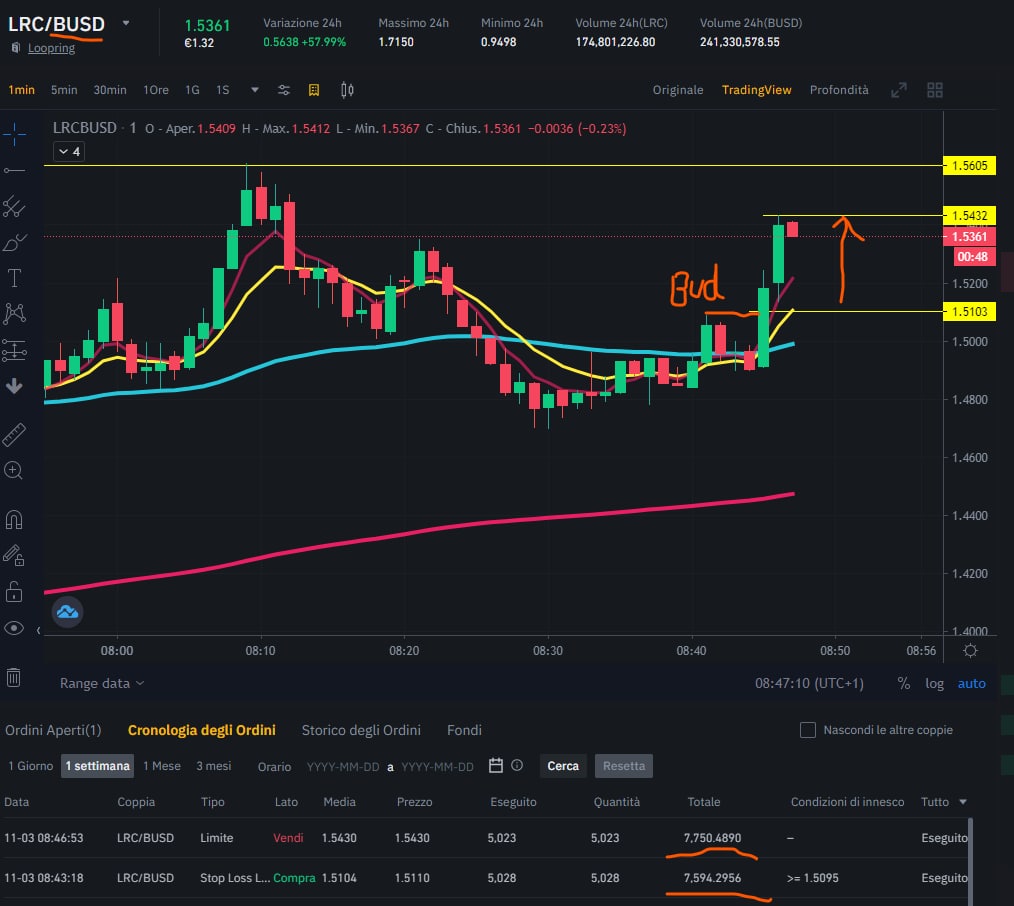 LRC/BUSD
Loopring
1.5361
€1.32
Variazione 24h
0.5638 +57.99%
Massimo 24h
1.7150
Minimo 24h
0.9498
Volume 24h(LRC)
174,801,226.80
Volume 24h(BUSD)
241,330,578.55
1min 5min 30min 1Ore 1G 1S
Originale TradingView Profondità
LRCBUSD · 1 O - Aper.1.5409 H - Max.1.5412 L - Min.1.5367 C - Chius.1.5361 −0.0036 (−0.23%)
4
1.5605
1.5432
1.5361
00:48
Bud
1.5200
1.5103
1.5000
1.4800
1.4600
1.4400
1.4200
1.4000
08:00 08:10 08:20 08:30 08:40 08:50 08:56
Range data 08:47:10 (UTC+1) % log auto
Ordini Aperti(1) Cronologia degli Ordini Storico degli Ordini Fondi Nascondi le altre coppie
1 Giorno 1 settimana 1 Mese 3 mesi Orario YYYY-MM-DD a YYYY-MM-DD Cerca Resetta
Data Coppia Tipo Lato Media Prezzo Eseguito Quantità Totale Condizioni di innesco Tutto
11-03 08:46:53 LRC/BUSD Limite Vendi 1.5430 1.5430 5,023 5,023 7,750.4890 – Eseguito
11-03 08:43:18 LRC/BUSD Stop Loss L... Compra 1.5104 1.5110 5,028 5,028 7,594.2956 >= 1.5095 Eseguito